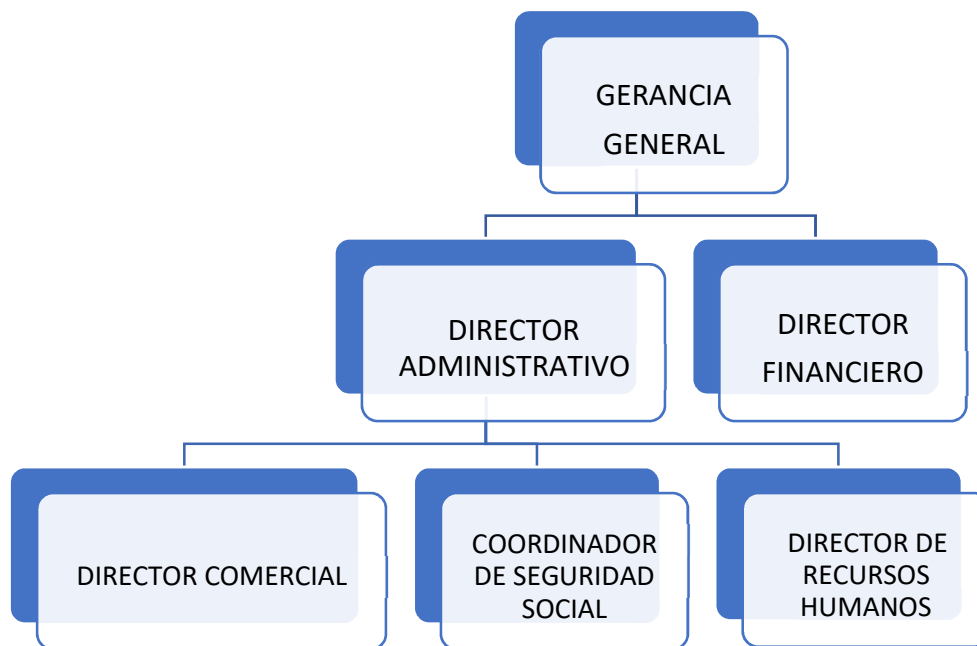 GERANCIA
GENERAL
DIRECTOR
ADMINISTRATIVO
DIRECTOR
FINANCIERO
DIRECTOR COMERCIAL
COORDINADOR
DE SEGURIDAD
SOCIAL
DIRECTOR DE
RECURSOS
HUMANOS